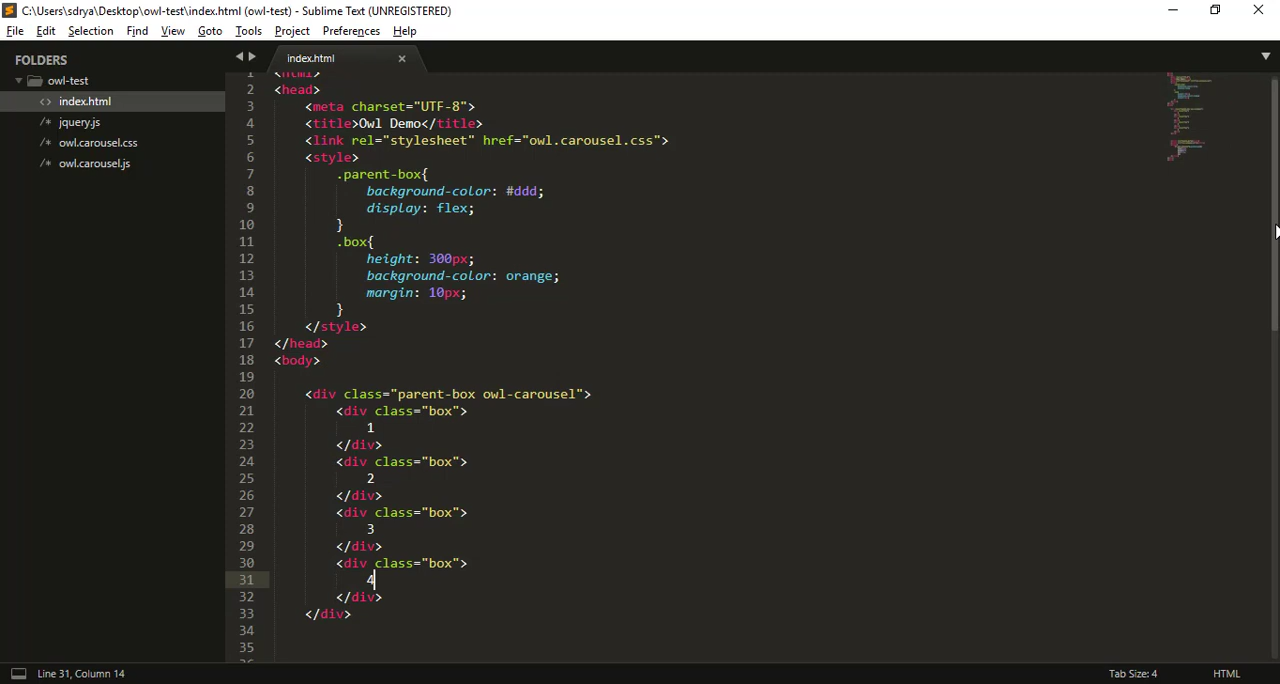 C:\Users\sdrya\Desktop\owl-test\index.html (owl-test) - Sublime Text (UNREGISTERED)
File Edit Selection Find View Goto Tools Project Preferences Help
FOLDERS
owl-test
<> index.html
/* jquery.js
/* owl.carousel.css
/* owl.carousel.js
index.html ×
1 <html>
2 <head>
3 <meta charset="UTF-8">
4 <title>Owl Demo</title>
5 <link rel="stylesheet" href="owl.carousel.css">
6 <style>
7 .parent-box{
8 background-color: #ddd;
9 display: flex;
10 }
11 .box{
12 height: 300px;
13 background-color: orange;
14 margin: 10px;
15 }
16 </style>
17 </head>
18 <body>
19
20 <div class="parent-box owl-carousel">
21 <div class="box">
22 1
23 </div>
24 <div class="box">
25 2
26 </div>
27 <div class="box">
28 3
29 </div>
30 <div class="box">
31 4
32 </div>
33 </div>
34
35
36
Line 31, Column 14
Tab Size: 4
HTML